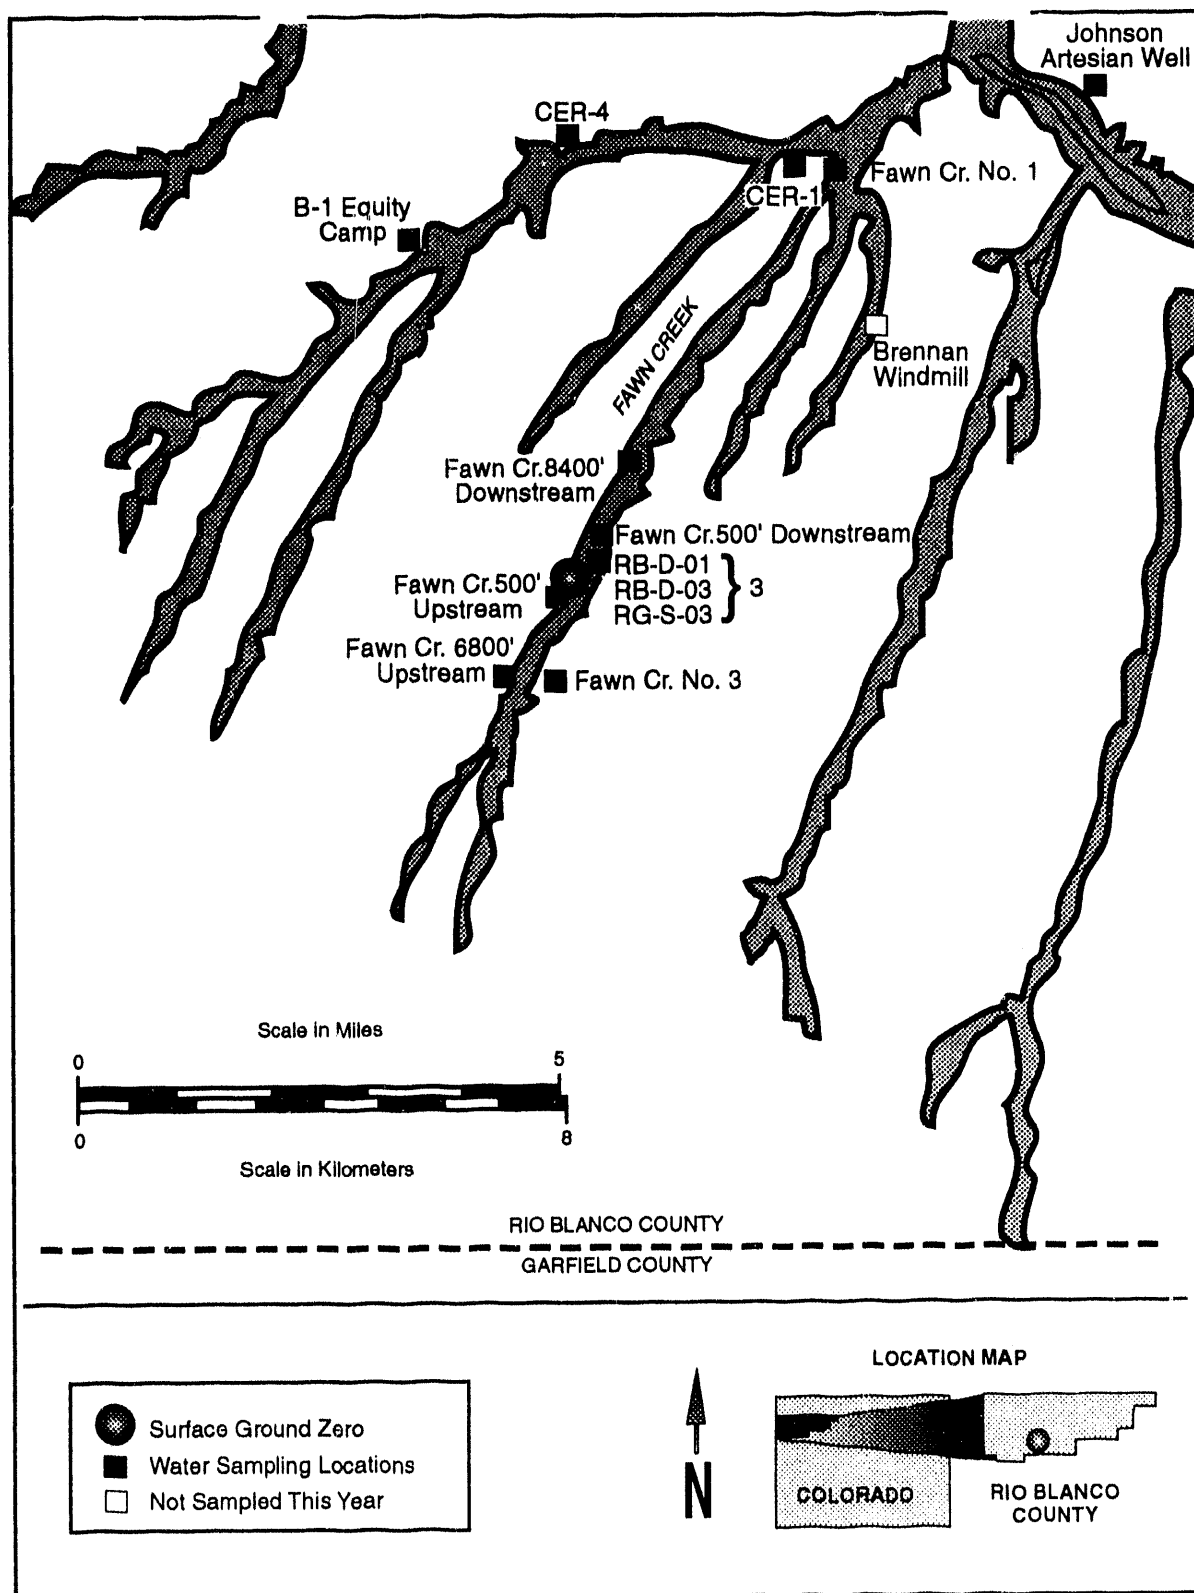 Johnson
Artesian Well
CER-4
Fawn Cr. No. 1
CER-1
B-1 Equity
Camp
FAWN CREEK
Brennan
Windmill
Fawn Cr.8400'
Downstream
Fawn Cr.500' Downstream
RB-D-01
RB-D-03
RG-S-03
} 3
Fawn Cr.500'
Upstream
Fawn Cr. 6800'
Upstream
Fawn Cr. No. 3
Scale in Miles
0 5
0 8
Scale in Kilometers
RIO BLANCO COUNTY
GARFIELD COUNTY
LOCATION MAP
Surface Ground Zero
Water Sampling Locations
Not Sampled This Year
N
COLORADO
RIO BLANCO
COUNTY